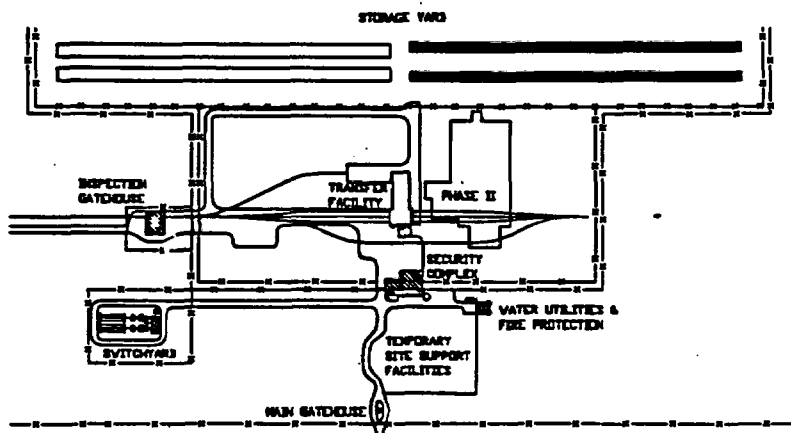 STORAGE YARD
INSPECTION
GATEHOUSE
TRANSFER
FACILITY
PHASE II
SECURITY
COMPLEX
WATER UTILITIES &
FIRE PROTECTION
SWITCHYARD
TEMPORARY
SITE SUPPORT
FACILITIES
MAIN GATEHOUSE